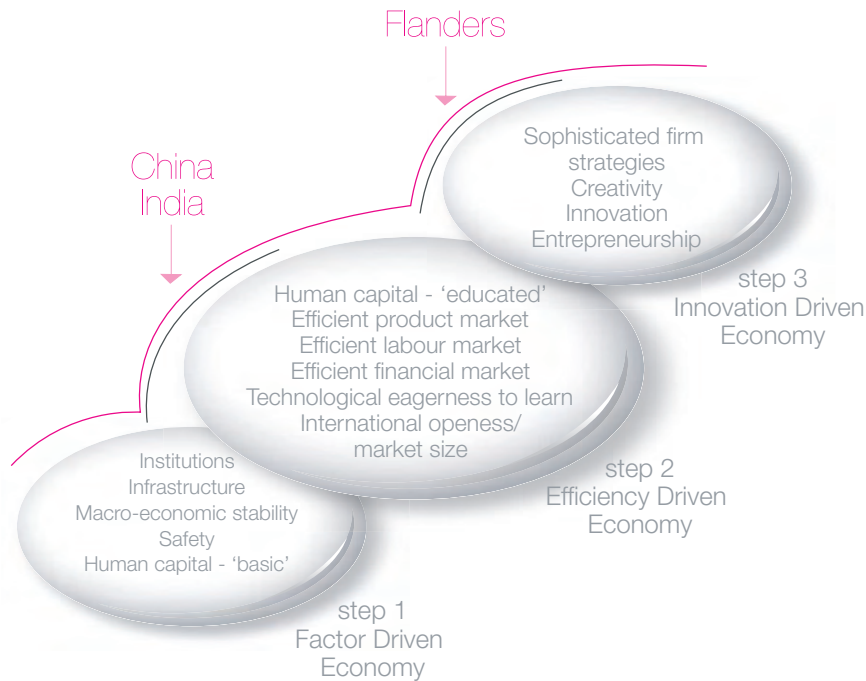 Flanders
China
India
Sophisticated firm
strategies
Creativity
Innovation
Entrepreneurship
step 3
Innovation Driven
Economy
Human capital - ‘educated’
Efficient product market
Efficient labour market
Efficient financial market
Technological eagerness to learn
International openess/
market size
step 2
Efficiency Driven
Economy
Institutions
Infrastructure
Macro-economic stability
Safety
Human capital - ‘basic’
step 1
Factor Driven
Economy